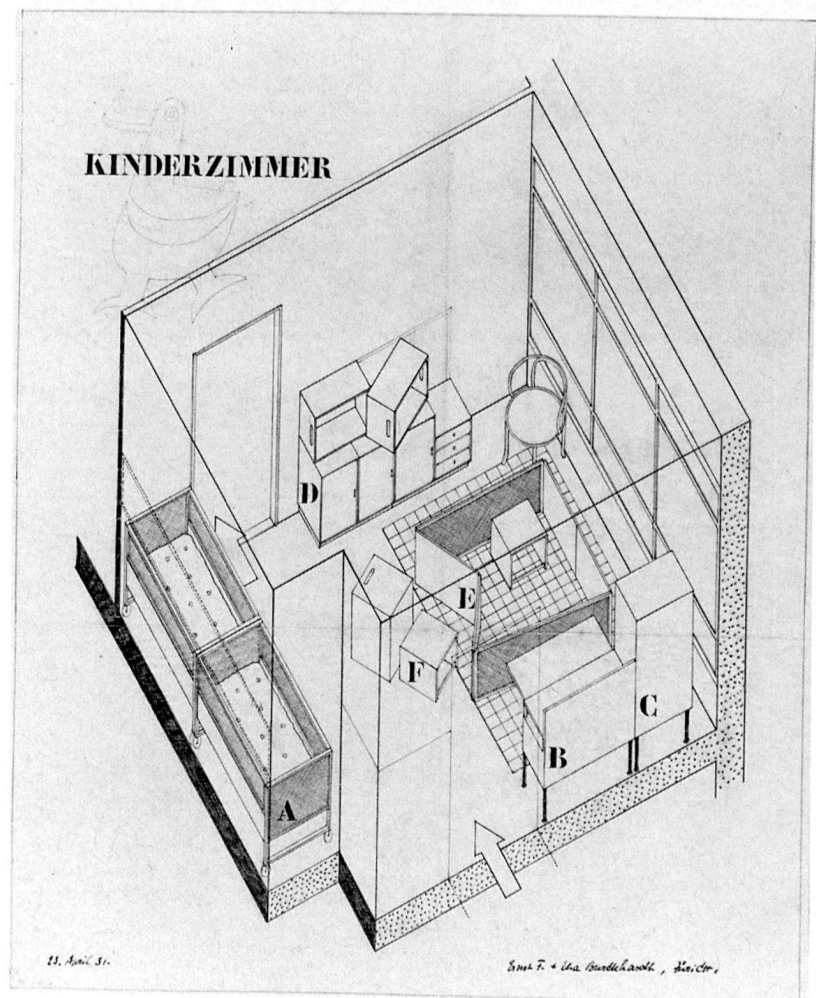 KINDERZIMMER
D
E
F
C
B
A
23. April 31.
Ernst F. + Elsa Burckhardt, Zürich.